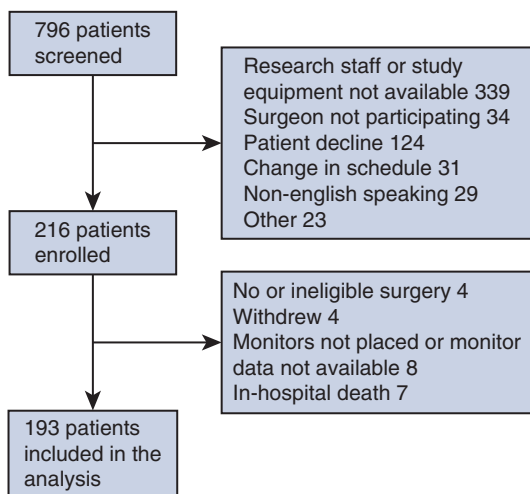 796 patients
screened
Research staff or study
equipment not available 339
Surgeon not participating 34
Patient decline 124
Change in schedule 31
Non-english speaking 29
Other 23
216 patients
enrolled
No or ineligible surgery 4
Withdrew 4
Monitors not placed or monitor
data not available 8
In-hospital death 7
193 patients
included in the
analysis